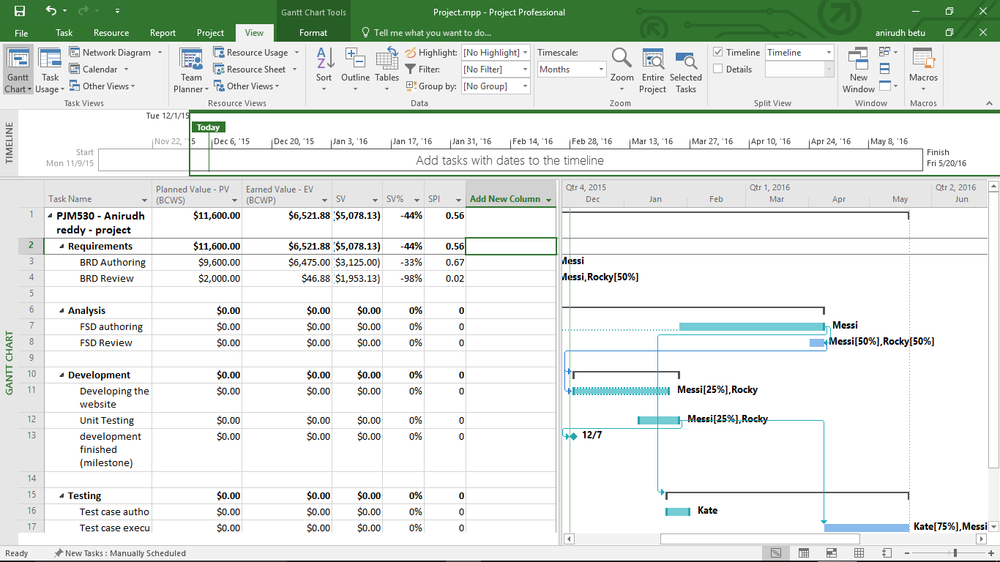 Gantt Chart Tools
Project.mpp - Project Professional
File Task Resource Report Project View Format Tell me what you want to do... anirudh betu
Gantt Chart
Task Usage
Network Diagram
Calendar
Other Views
Task Views
Team Planner
Resource Usage
Resource Sheet
Other Views
Resource Views
Sort
Outline
Tables
Highlight: [No Highlight]
Filter: [No Filter]
Group by: [No Group]
Data
Timescale:
Months
Zoom
Entire Project
Selected Tasks
Zoom
Timeline Timeline
Details
Split View
New Window
Window
Macros
Macros
TIMELINE
Tue 12/1/15
Today
Nov 22, '15 Dec 6, '15 Dec 20, '15 Jan 3, '16 Jan 17, '16 Jan 31, '16 Feb 14, '16 Feb 28, '16 Mar 13, '16 Mar 27, '16 Apr 10, '16 Apr 24, '16 May 8, '16
Start
Mon 11/9/15
Add tasks with dates to the timeline
Finish
Fri 5/20/16
GANTT CHART
Task Name Planned Value - PV (BCWS) Earned Value - EV (BCWP) SV SV% SPI Add New Column
Qtr 4, 2015 Qtr 1, 2016 Qtr 2, 2016
Dec Jan Feb Mar Apr May Jun
1 PJM530 - Anirudh reddy - project $11,600.00 $6,521.88 ($5,078.13) -44% 0.56
2 Requirements $11,600.00 $6,521.88 ($5,078.13) -44% 0.56
3 BRD Authoring $9,600.00 $6,475.00 ($3,125.00) -33% 0.67 Messi
4 BRD Review $2,000.00 $46.88 ($1,953.13) -98% 0.02 Messi,Rocky[50%]
5
6 Analysis $0.00 $0.00 $0.00 0% 0
7 FSD authoring $0.00 $0.00 $0.00 0% 0 Messi
8 FSD Review $0.00 $0.00 $0.00 0% 0 Messi[50%],Rocky[50%]
9
10 Development $0.00 $0.00 $0.00 0% 0
11 Developing the website $0.00 $0.00 $0.00 0% 0 Messi[25%],Rocky
12 Unit Testing $0.00 $0.00 $0.00 0% 0 Messi[25%],Rocky
13 development finished (milestone) $0.00 $0.00 $0.00 0% 0 12/7
14
15 Testing $0.00 $0.00 $0.00 0% 0
16 Test case autho $0.00 $0.00 $0.00 0% 0 Kate
17 Test case execu $0.00 $0.00 $0.00 0% 0 Kate[75%],Messi
Ready New Tasks : Manually Scheduled